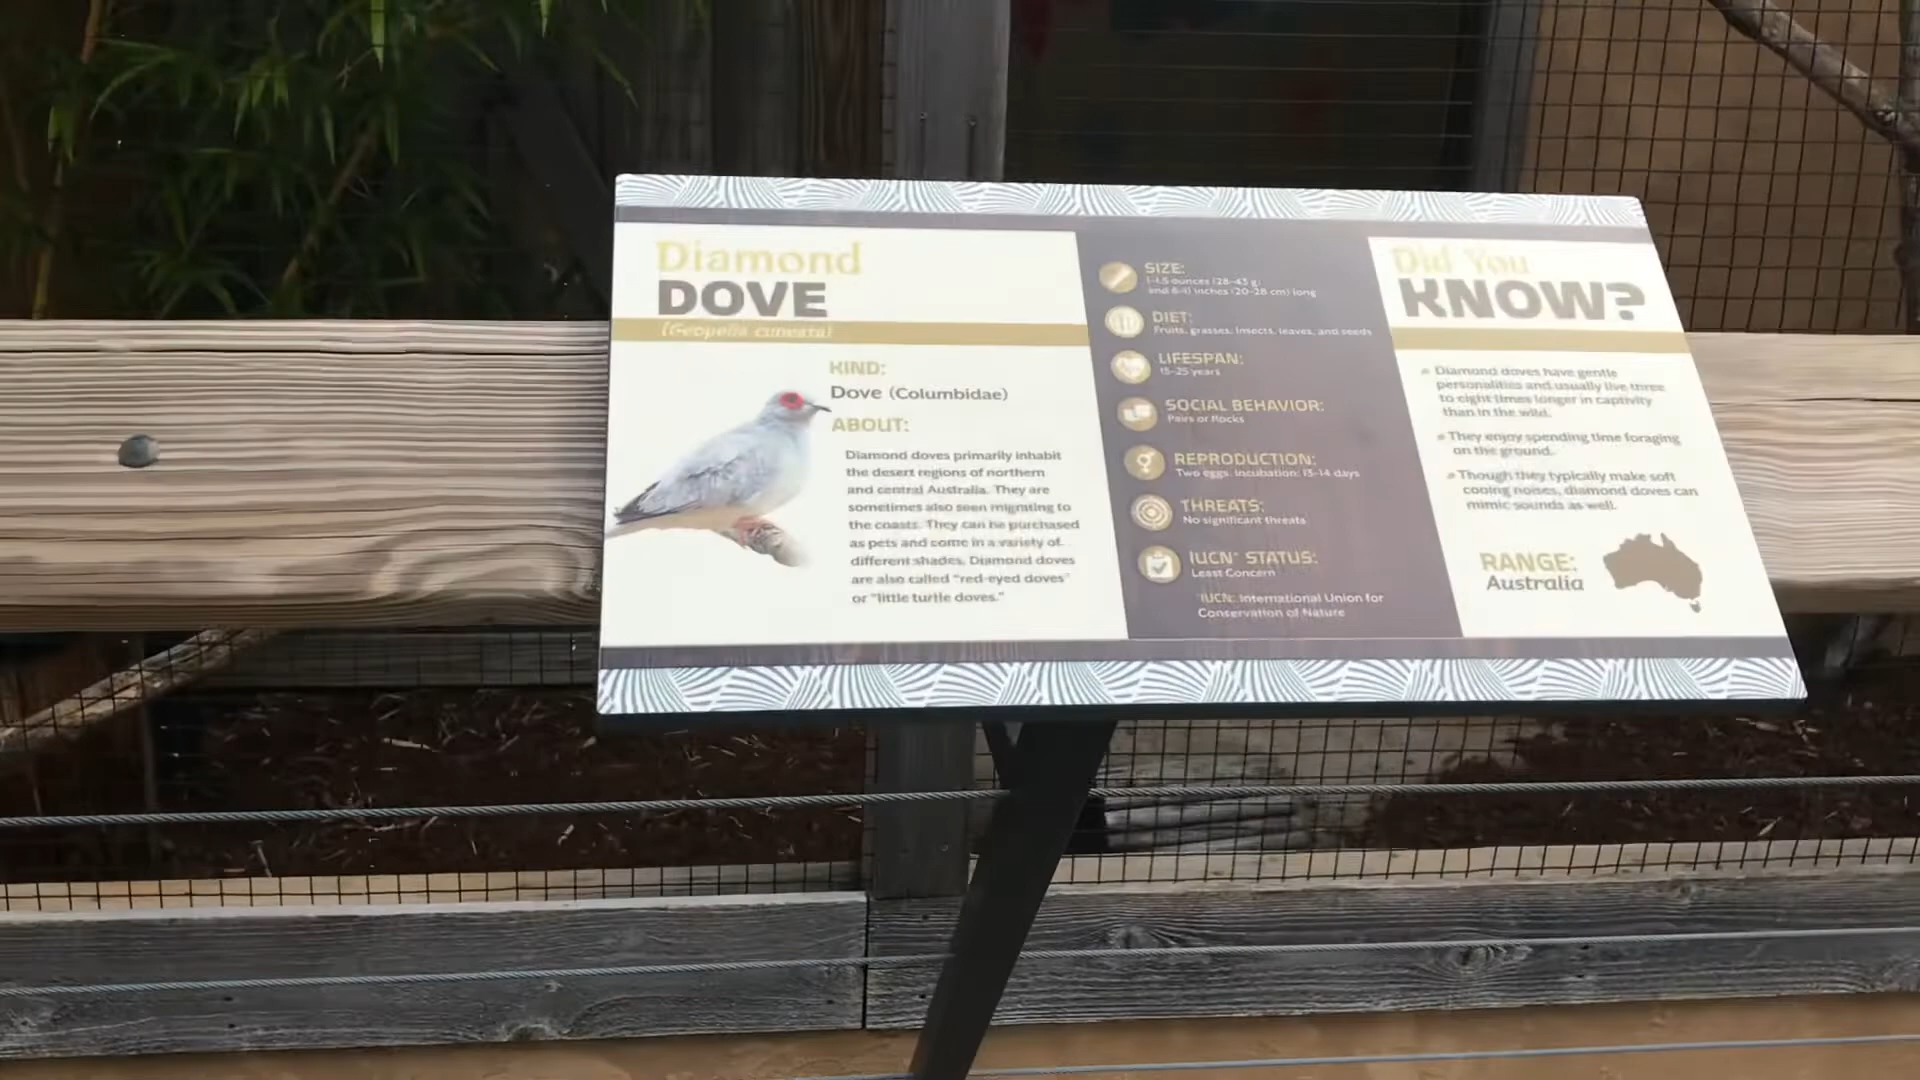 Diamond
DOVE
(Geopelia cuneata)
KIND:
Dove (Columbidae)
ABOUT:
Diamond doves primarily inhabit
the desert regions of northern
and central Australia. They are
sometimes also seen migrating to
the coasts. They can be purchased
as pets and come in a variety of
different shades. Diamond doves
are also called "red-eyed doves"
or "little turtle doves."
SIZE:
1-1.5 ounces (28-43 g)
and 8-11 inches (20-28 cm) long
DIET:
Fruits, grasses, insects, leaves, and seeds
LIFESPAN:
15-25 years
SOCIAL BEHAVIOR:
Pairs or flocks
REPRODUCTION:
Two eggs, incubation: 13-14 days
THREATS:
No significant threats
IUCN* STATUS:
Least Concern
*IUCN: International Union for
Conservation of Nature
Did You
KNOW?
Diamond doves have gentle
personalities and usually live three
to eight times longer in captivity
than in the wild.
They enjoy spending time foraging
on the ground.
Though they typically make soft
cooing noises, diamond doves can
mimic sounds as well.
RANGE:
Australia